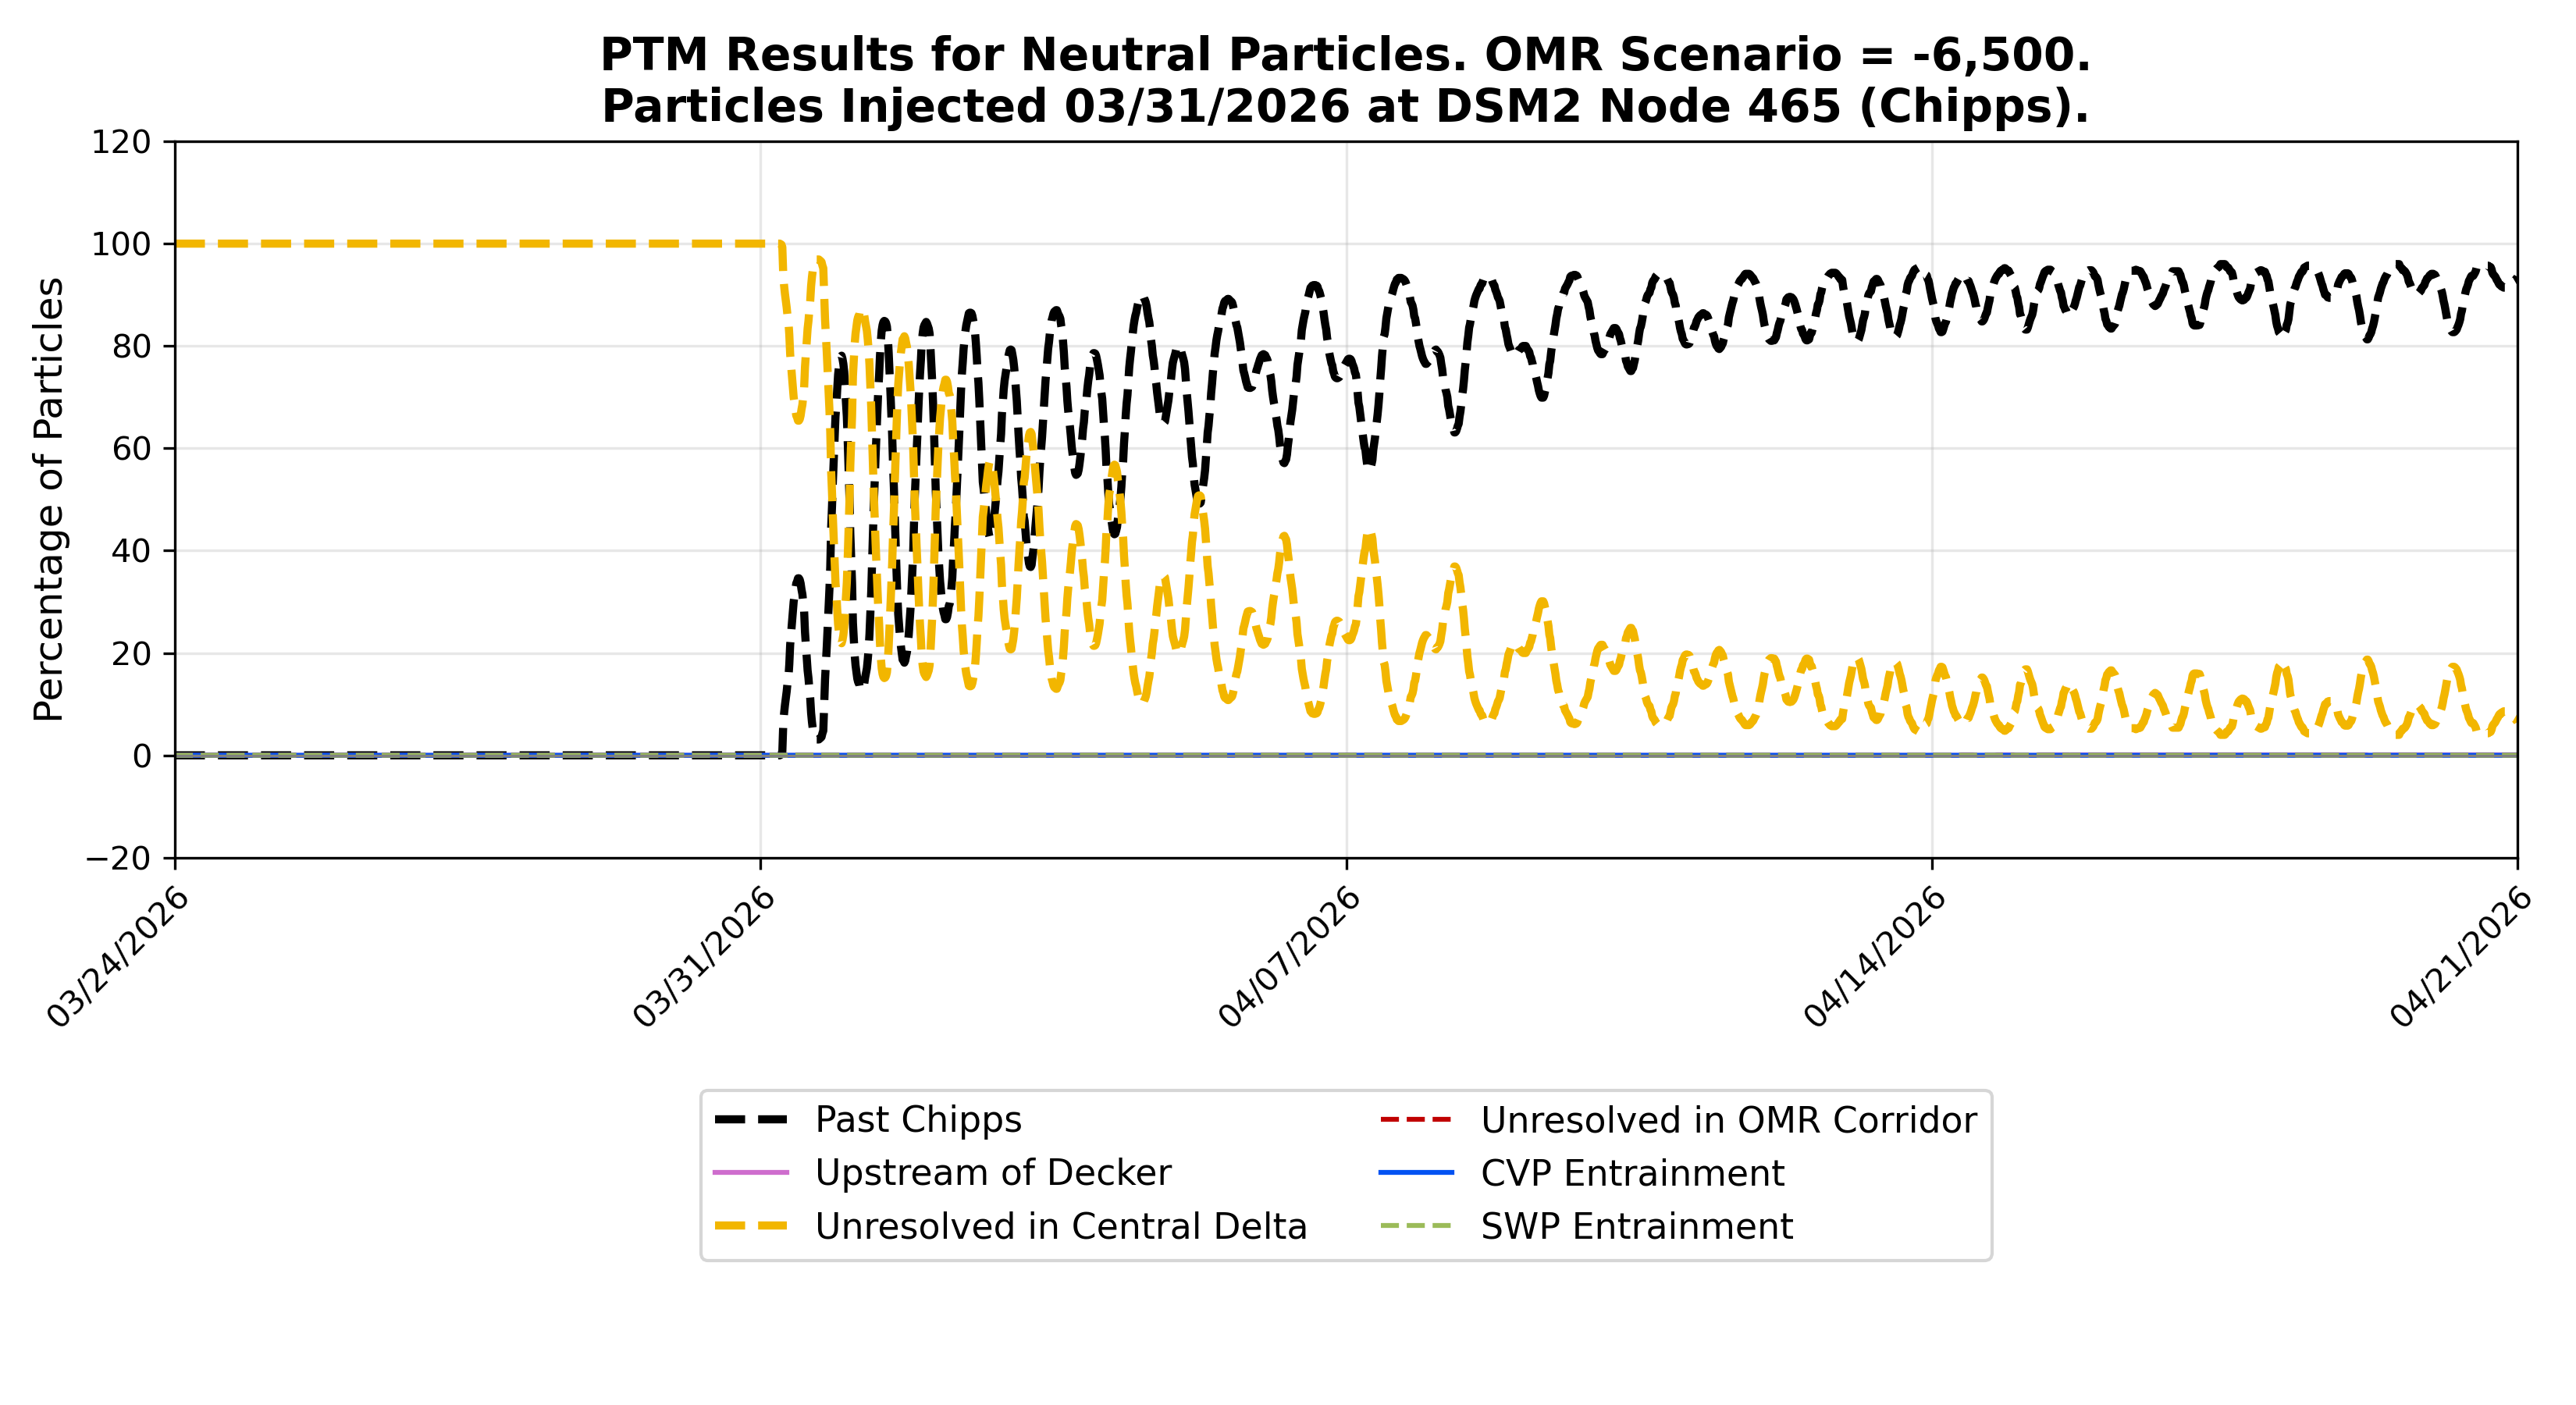 PTM Results for Neutral Particles. OMR Scenario = -6,500.
Particles Injected 03/31/2026 at DSM2 Node 465 (Chipps).
Percentage of Particles
120
100
80
60
40
20
0
−20
03/24/2026
03/31/2026
04/07/2026
04/14/2026
04/21/2026
Past Chipps
Upstream of Decker
Unresolved in Central Delta
Unresolved in OMR Corridor
CVP Entrainment
SWP Entrainment